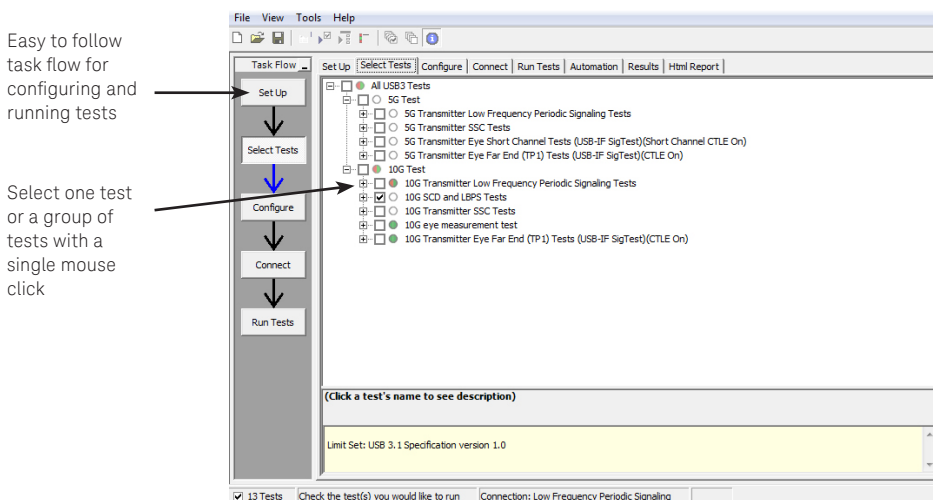 File View Tools Help
Easy to follow
task flow for
configuring and
running tests
Select one test
or a group of
tests with a
single mouse
click
Task Flow
Set Up
Select Tests
Configure
Connect
Run Tests
Set Up Select Tests Configure Connect Run Tests Automation Results Html Report
All USB3 Tests
5G Test
5G Transmitter Low Frequency Periodic Signaling Tests
5G Transmitter SSC Tests
5G Transmitter Eye Short Channel Tests (USB-IF SigTest)(Short Channel CTLE On)
5G Transmitter Eye Far End (TP1) Tests (USB-IF SigTest)(CTLE On)
10G Test
10G Transmitter Low Frequency Periodic Signaling Tests
10G SCD and LBPS Tests
10G Transmitter SSC Tests
10G eye measurement test
10G Transmitter Eye Far End (TP1) Tests (USB-IF SigTest)(CTLE On)
(Click a test's name to see description)
Limit Set: USB 3.1 Specification version 1.0
13 Tests Check the test(s) you would like to run Connection: Low Frequency Periodic Signaling